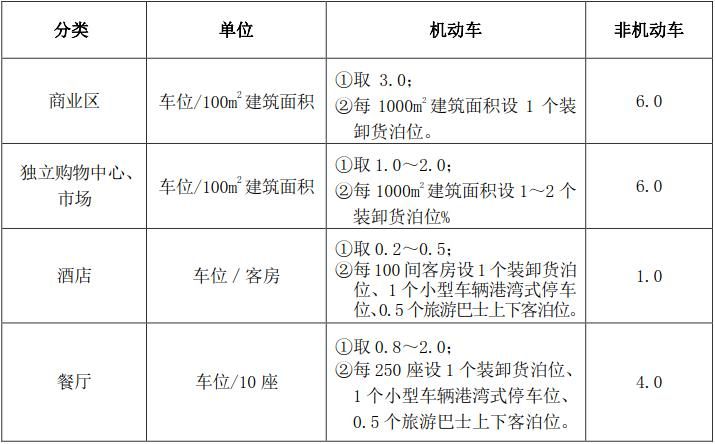 分类 单位 机动车 非机动车
商业区 车位/100m²建筑面积 ①取 3.0；
②每 1000m²建筑面积设 1 个装
卸货泊位。 6.0
独立购物中心、
市场 车位/100m²建筑面积 ①取 1.0～2.0；
②每 1000m²建筑面积设 1～2 个
装卸货泊位% 6.0
酒店 车位 / 客房 ①取 0.2～0.5；
②每 100 间客房设 1 个装卸货泊
位、1 个小型车辆港湾式停车
位、0.5 个旅游巴士上下客泊位。 1.0
餐厅 车位/10 座 ①取 0.8～2.0；
②每 250 座设 1 个装卸货泊位、
1 个小型车辆港湾式停车位、
0.5 个旅游巴士上下客泊位。 4.0